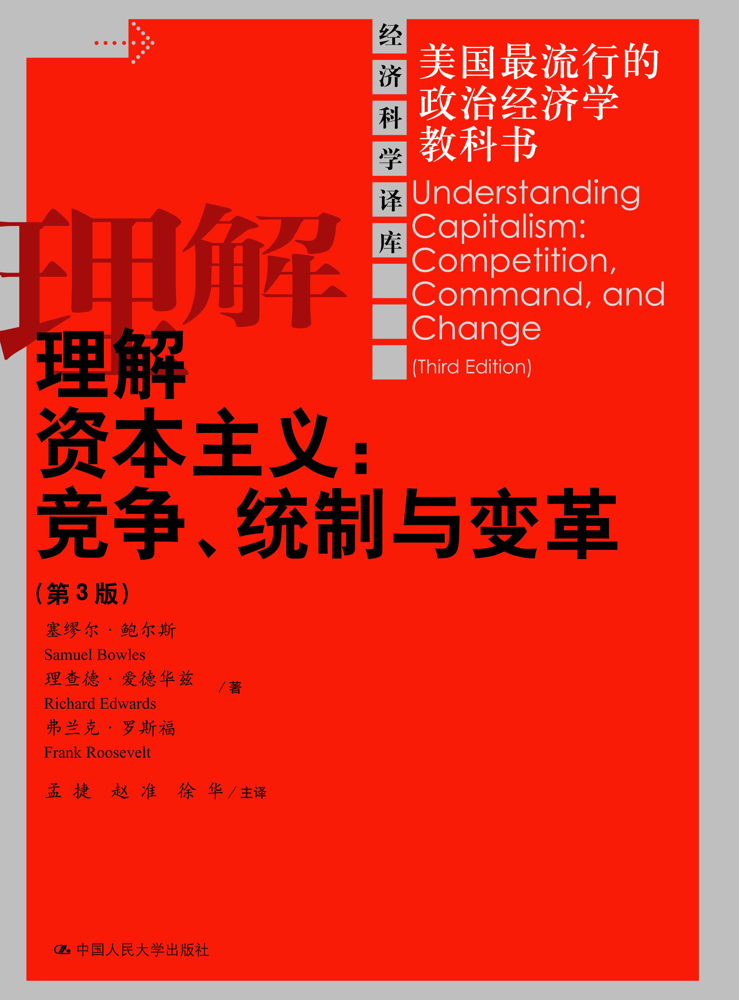 经济科学译库
美国最流行的
政治经济学
教科书
Understanding
Capitalism:
Competition,
Command, and
Change
(Third Edition)
理解
理解
资本主义:
竞争、统制与变革
(第3版)
塞缪尔·鲍尔斯
Samuel Bowles
理查德·爱德华兹
/著
Richard Edwards
弗兰克·罗斯福
Frank Roosevelt
孟捷 赵准 徐华/主译
中国人民大学出版社